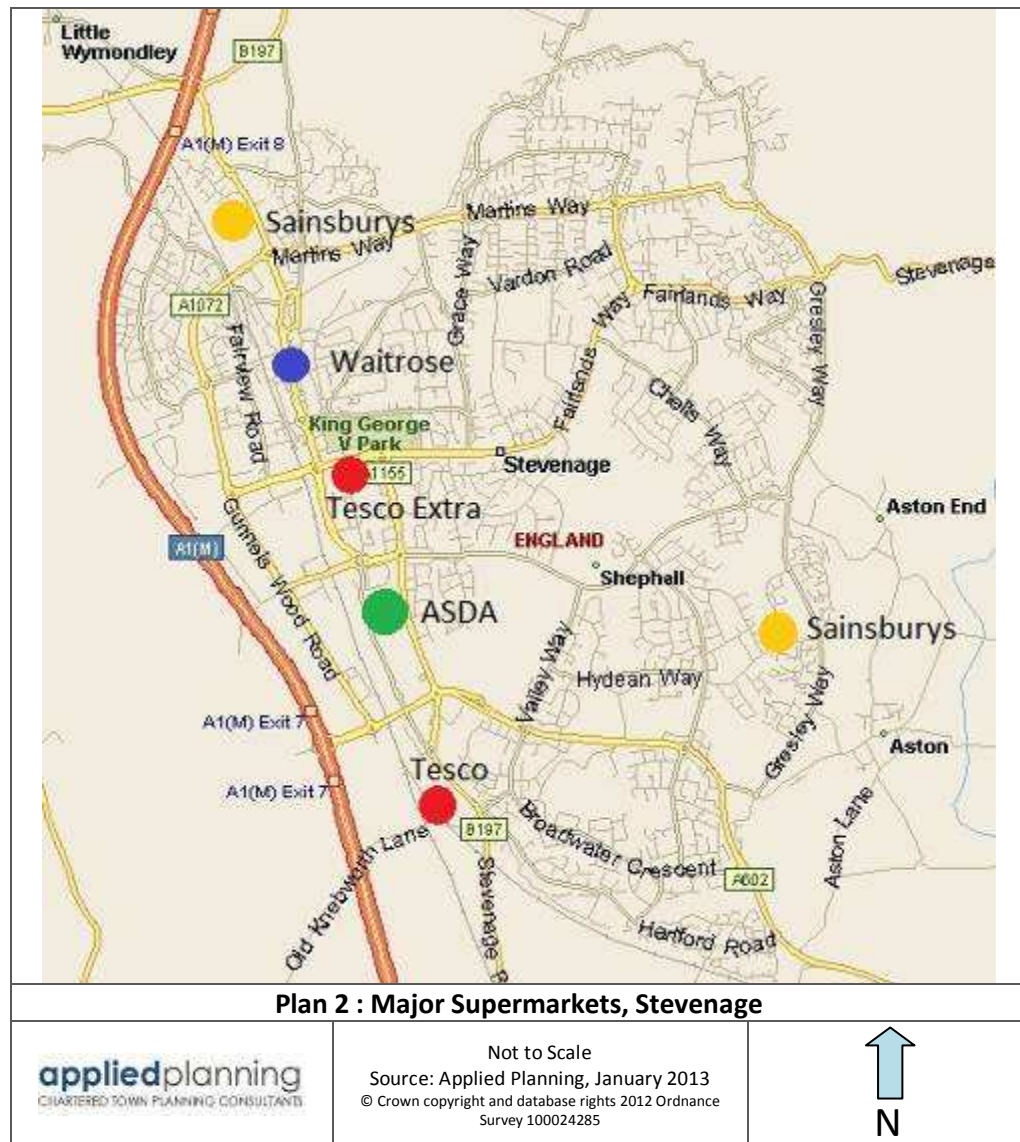 Little
Wymondley
B197
A1(M) Exit 8
Sainsburys
Martins Way
Martins Way
Grace Way
Vardon Road
Stevenage
Fairlands Way
Gresley Way
A1072
Fairview Road
Waitrose
Fairlands Way
Chells Way
King George
V Park
1155
Stevenage
Tesco Extra
Aston End
Gunnels Wood Road
A1(M)
ENGLAND
Shephall
ASDA
Sainsburys
Valley Way
Hydean Way
A1(M) Exit 7
Gresley Way
Aston
Tesco
A1(M) Exit 7
B197
Broadwater Crescent
Aston Lane
A602
Old Knebworth Lane
Stevenage R
Hertford Road
Plan 2 : Major Supermarkets, Stevenage
appliedplanning
CHARTERED TOWN PLANNING CONSULTANTS
Not to Scale
Source: Applied Planning, January 2013
© Crown copyright and database rights 2012 Ordnance
Survey 100024285
N